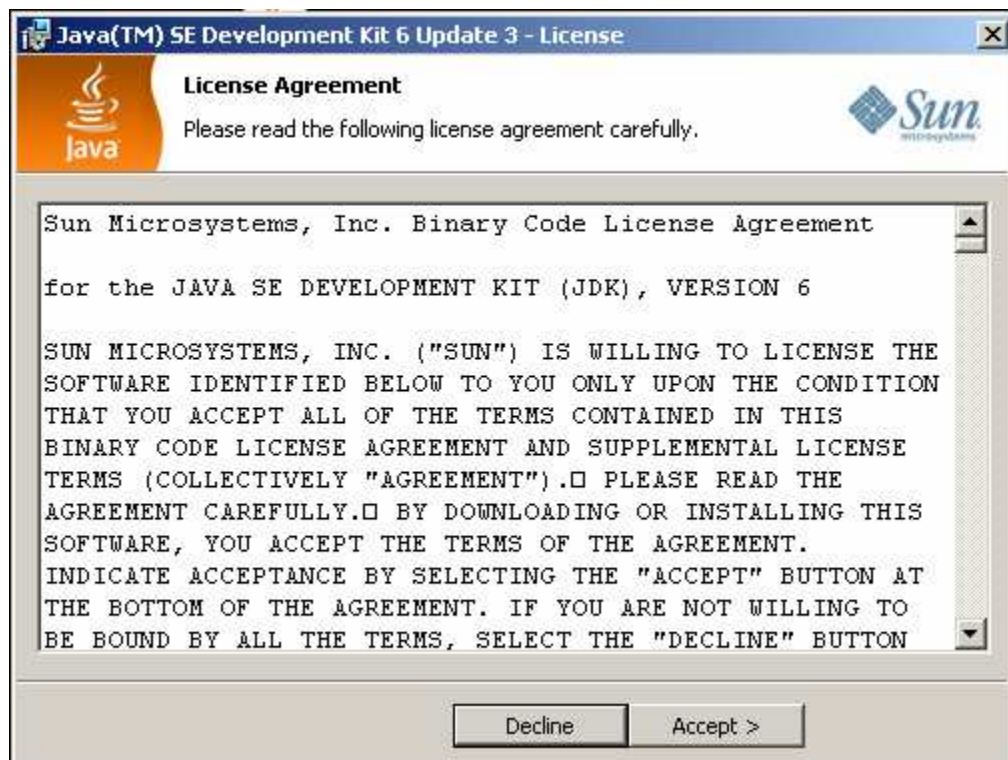 Java(TM) SE Development Kit 6 Update 3 - License
License Agreement
Please read the following license agreement carefully.
Java
Sun
microsystems
Sun Microsystems, Inc. Binary Code License Agreement
for the JAVA SE DEVELOPMENT KIT (JDK), VERSION 6
SUN MICROSYSTEMS, INC. ("SUN") IS WILLING TO LICENSE THE
SOFTWARE IDENTIFIED BELOW TO YOU ONLY UPON THE CONDITION
THAT YOU ACCEPT ALL OF THE TERMS CONTAINED IN THIS
BINARY CODE LICENSE AGREEMENT AND SUPPLEMENTAL LICENSE
TERMS (COLLECTIVELY "AGREEMENT").□ PLEASE READ THE
AGREEMENT CAREFULLY.□ BY DOWNLOADING OR INSTALLING THIS
SOFTWARE, YOU ACCEPT THE TERMS OF THE AGREEMENT.
INDICATE ACCEPTANCE BY SELECTING THE "ACCEPT" BUTTON AT
THE BOTTOM OF THE AGREEMENT. IF YOU ARE NOT WILLING TO
BE BOUND BY ALL THE TERMS, SELECT THE "DECLINE" BUTTON
Decline
Accept >